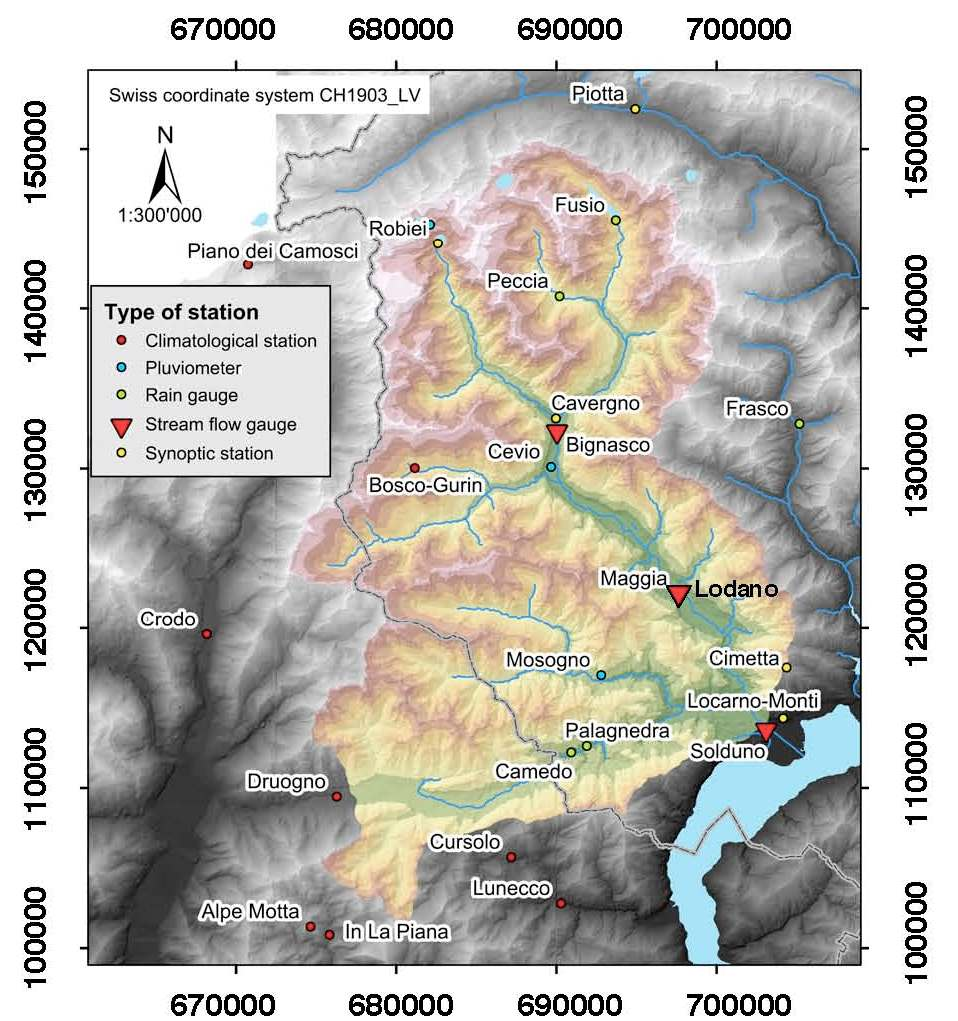 670000 680000 690000 700000
Swiss coordinate system CH1903_LV
N
1:300'000
Piotta
150000
150000
Fusio
Robiei
Piano dei Camosci
Peccia
140000
140000
Type of station
Climatological station
Pluviometer
Rain gauge
Stream flow gauge
Synoptic station
Cavergno
Frasco
Bignasco
Cevio
130000
130000
Bosco-Gurin
Maggia
Lodano
120000
120000
Crodo
Mosogno
Cimetta
Locarno-Monti
Palagnedra
Solduno
110000
110000
Camedo
Druogno
Cursolo
Lunecco
Alpe Motta
In La Piana
100000
100000
670000 680000 690000 700000